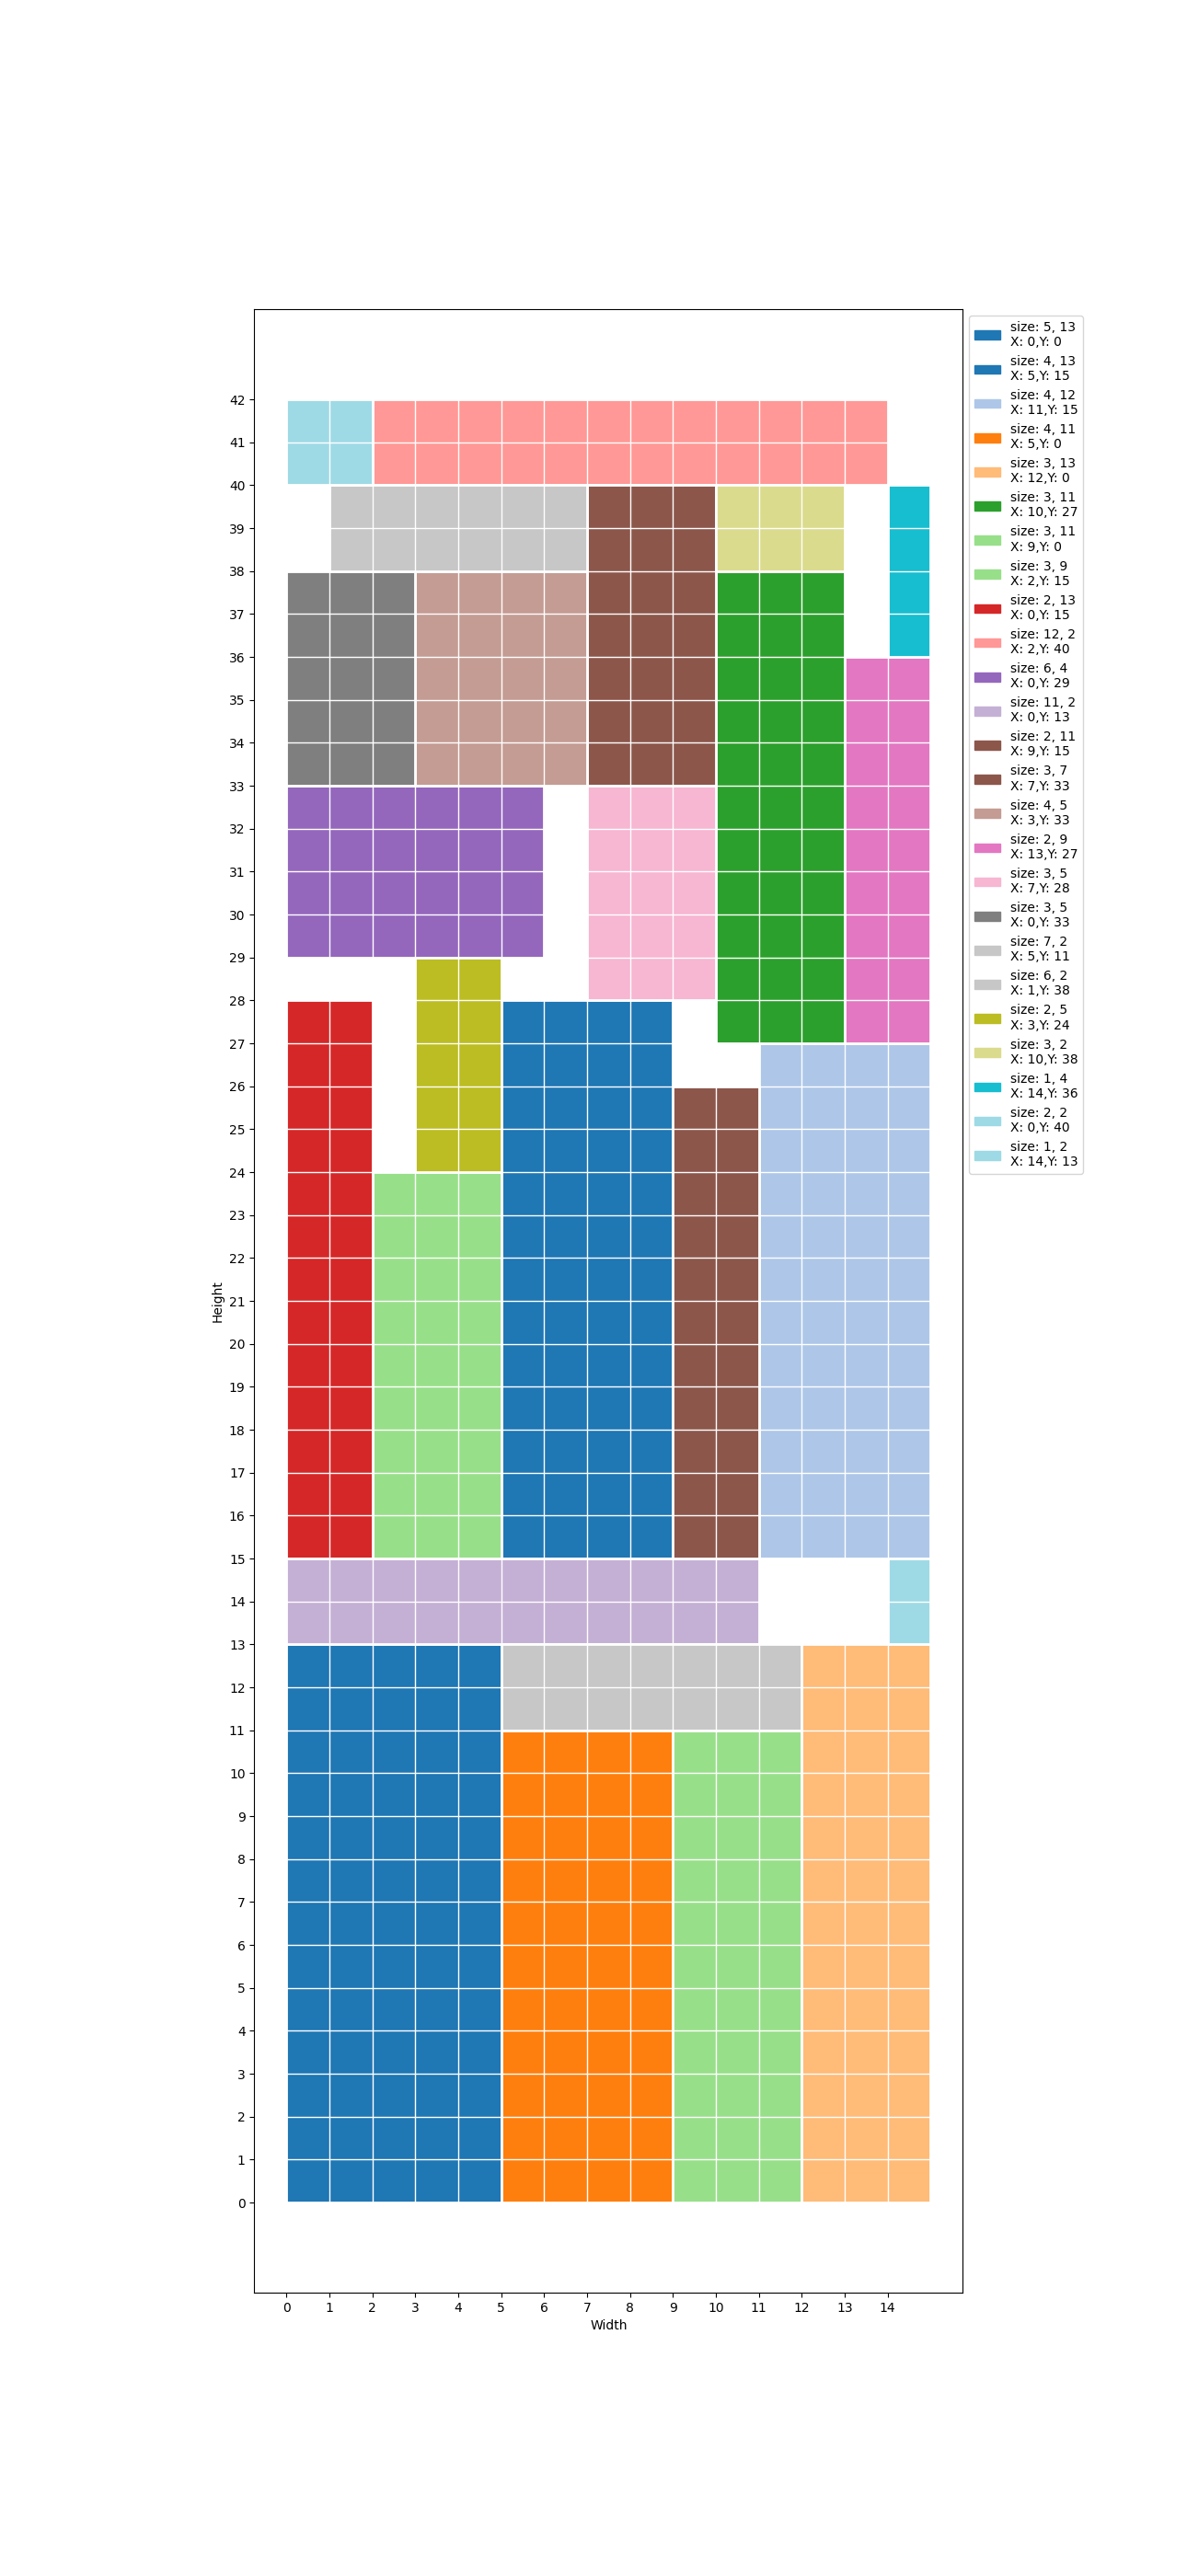 size: 5, 13
X: 0,Y: 0
size: 4, 13
X: 5,Y: 15
size: 4, 12
X: 11,Y: 15
size: 4, 11
X: 5,Y: 0
size: 3, 13
X: 12,Y: 0
size: 3, 11
X: 10,Y: 27
size: 3, 11
X: 9,Y: 0
size: 3, 9
X: 2,Y: 15
size: 2, 13
X: 0,Y: 15
size: 12, 2
X: 2,Y: 40
size: 6, 4
X: 0,Y: 29
size: 11, 2
X: 0,Y: 13
size: 2, 11
X: 9,Y: 15
size: 3, 7
X: 7,Y: 33
size: 4, 5
X: 3,Y: 33
size: 2, 9
X: 13,Y: 27
size: 3, 5
X: 7,Y: 28
size: 3, 5
X: 0,Y: 33
size: 7, 2
X: 5,Y: 11
size: 6, 2
X: 1,Y: 38
size: 2, 5
X: 3,Y: 24
size: 3, 2
X: 10,Y: 38
size: 1, 4
X: 14,Y: 36
size: 2, 2
X: 0,Y: 40
size: 1, 2
X: 14,Y: 13
42
41
40
39
38
37
36
35
34
33
32
31
30
29
28
27
26
25
24
23
22
21
20
19
18
17
16
15
14
13
12
11
10
9
8
7
6
5
4
3
2
1
0
Height
0 1 2 3 4 5 6 7 8 9 10 11 12 13 14
Width